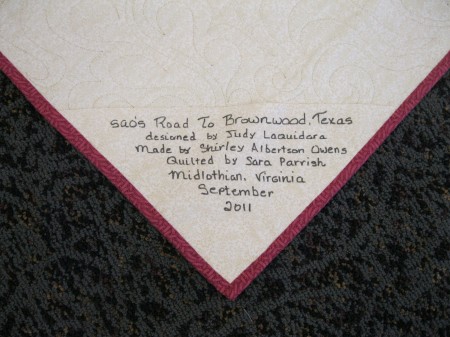 SAO's Road To Brownwood, Texas
designed by Judy Laquidara
Made by Shirley Albertson Owens
Quilted by Sara Parrish
Midlothian, Virginia
September
2011